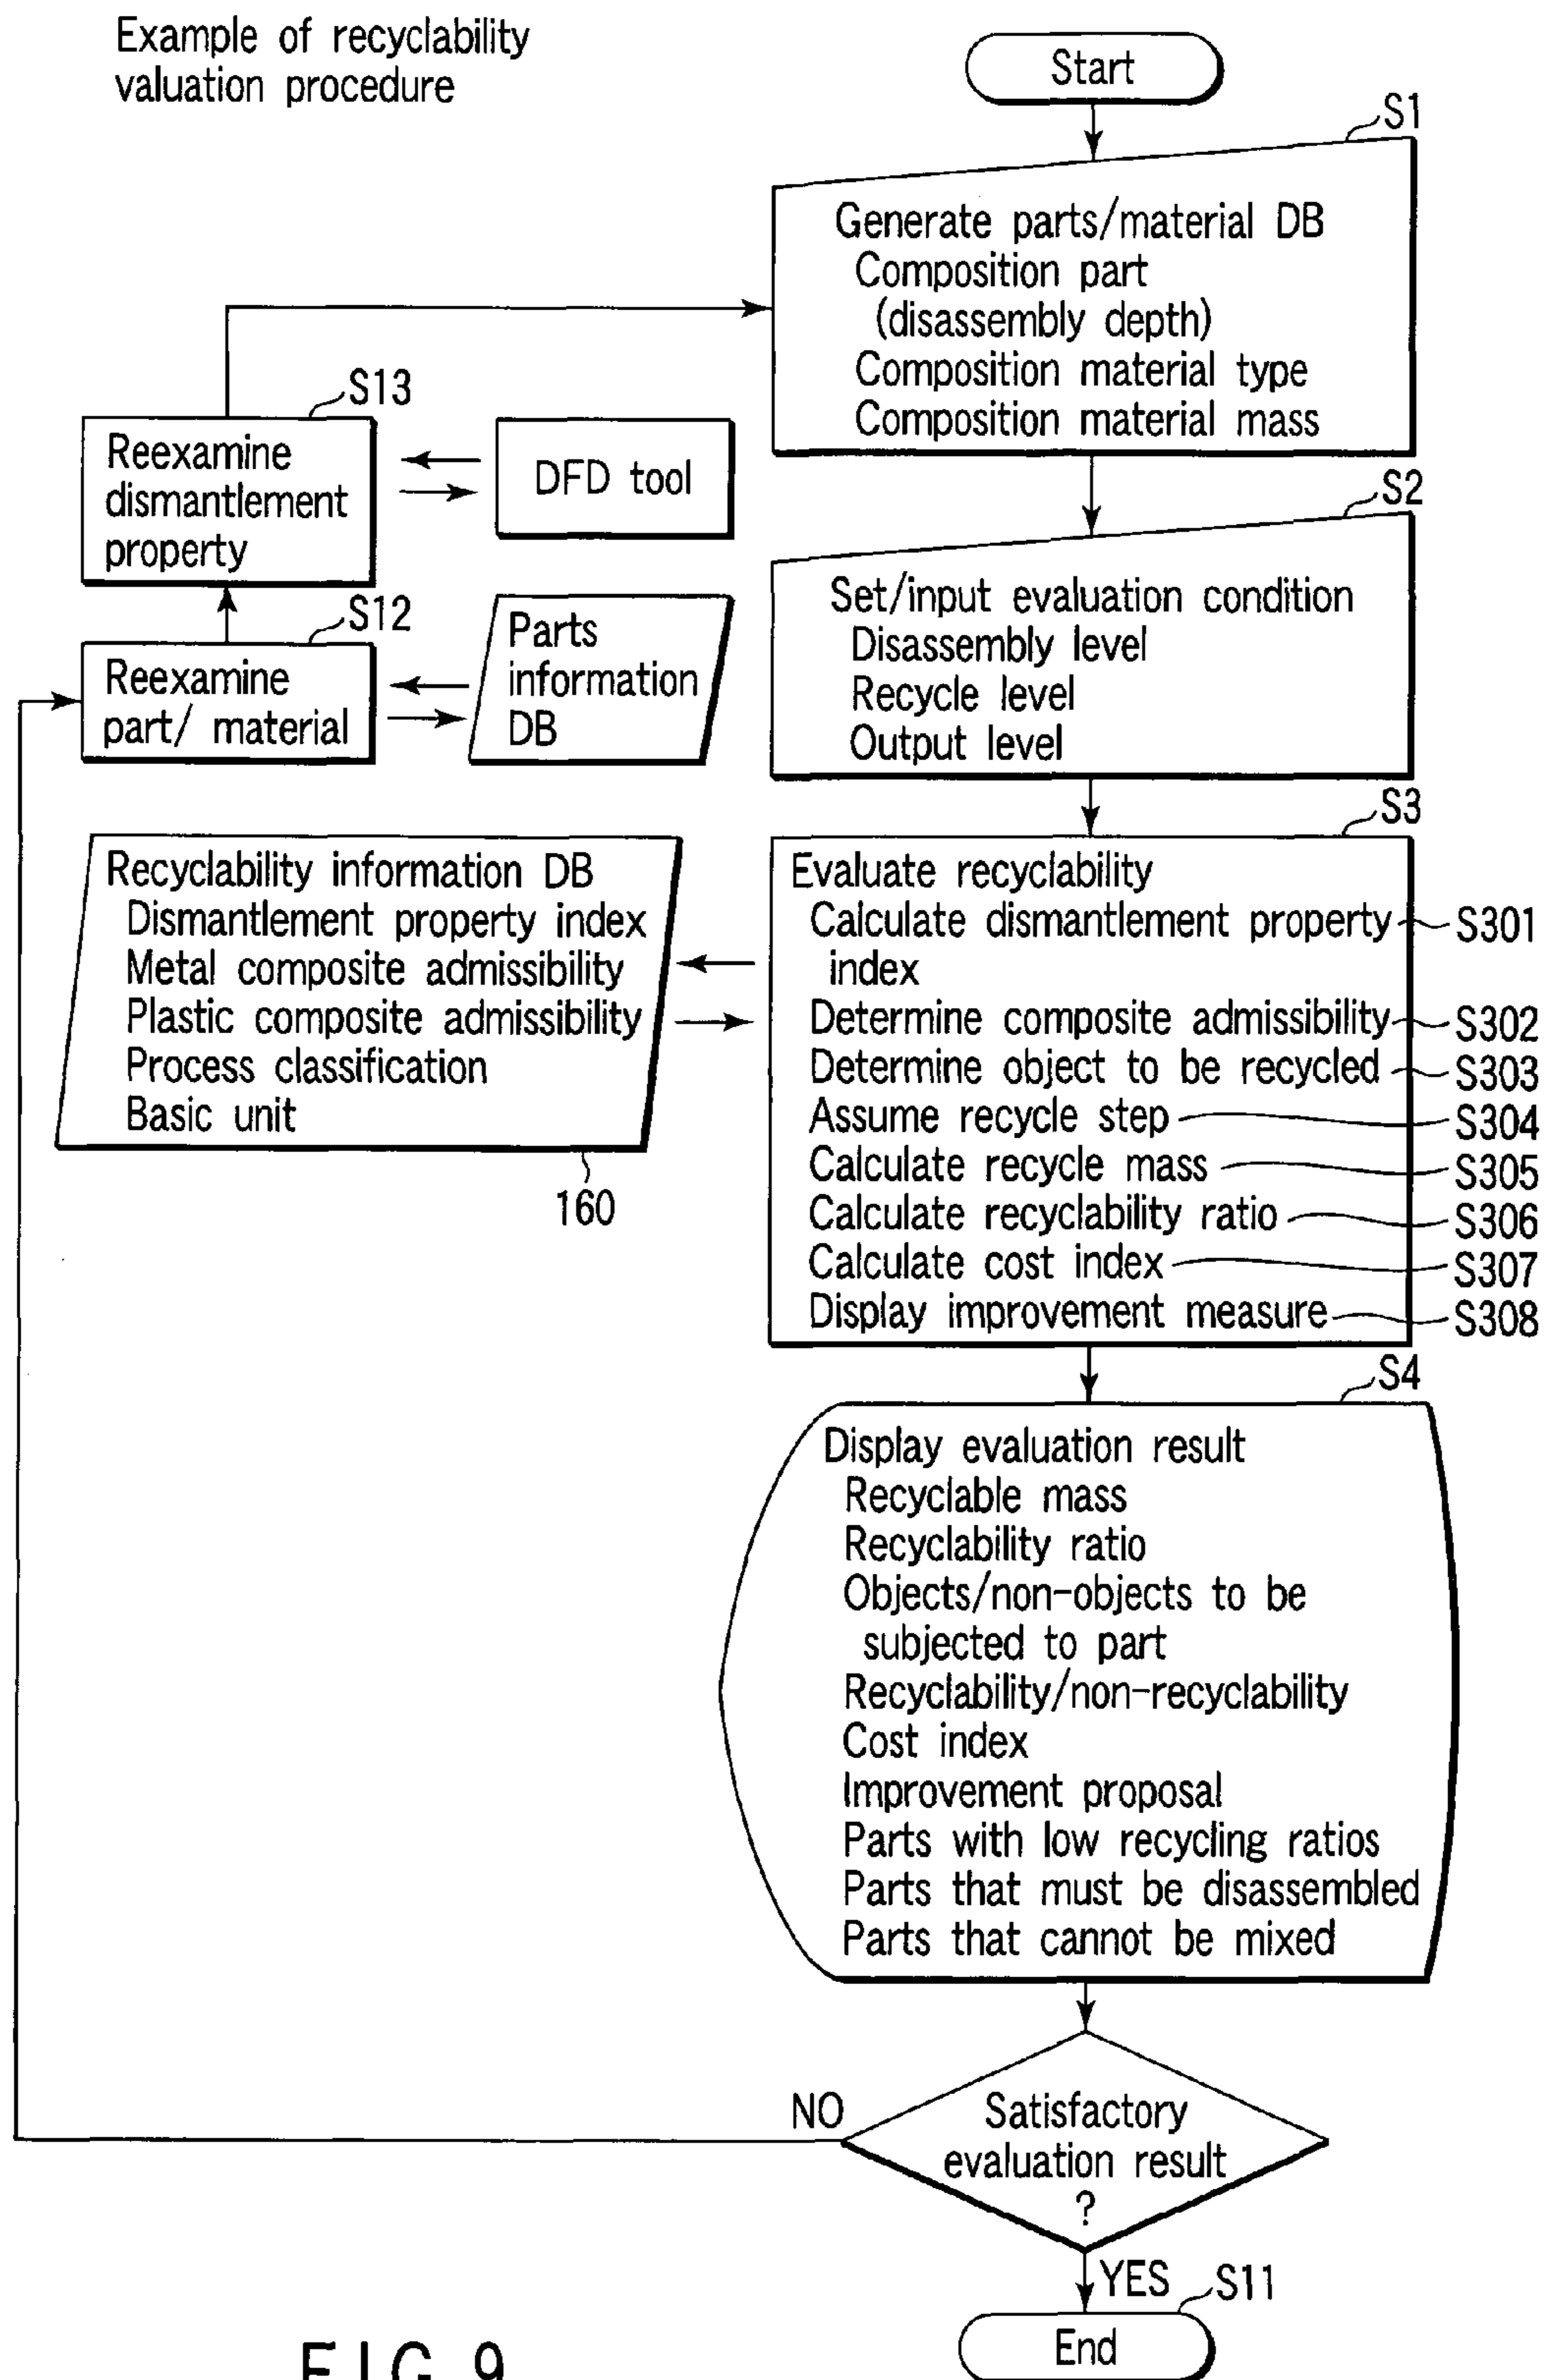 Example of recyclability
valuation procedure
Start
S1
Generate parts/material DB
Composition part
(disassembly depth)
Composition material type
Composition material mass
S13
Reexamine
dismantlement
property
DFD tool
S2
Set/input evaluation condition
Disassembly level
Recycle level
Output level
S12
Reexamine
part/ material
Parts
information
DB
S3
Evaluate recyclability
Calculate dismantlement property
index
Determine composite admissibility
Determine object to be recycled
Assume recycle step
Calculate recycle mass
Calculate recyclability ratio
Calculate cost index
Display improvement measure
S301
S302
S303
S304
S305
S306
S307
S308
Recyclability information DB
Dismantlement property index
Metal composite admissibility
Plastic composite admissibility
Process classification
Basic unit
160
S4
Display evaluation result
Recyclable mass
Recyclability ratio
Objects/non-objects to be
subjected to part
Recyclability/non-recyclability
Cost index
Improvement proposal
Parts with low recycling ratios
Parts that must be disassembled
Parts that cannot be mixed
NO
Satisfactory
evaluation result
?
YES
S11
End
FIG. 9